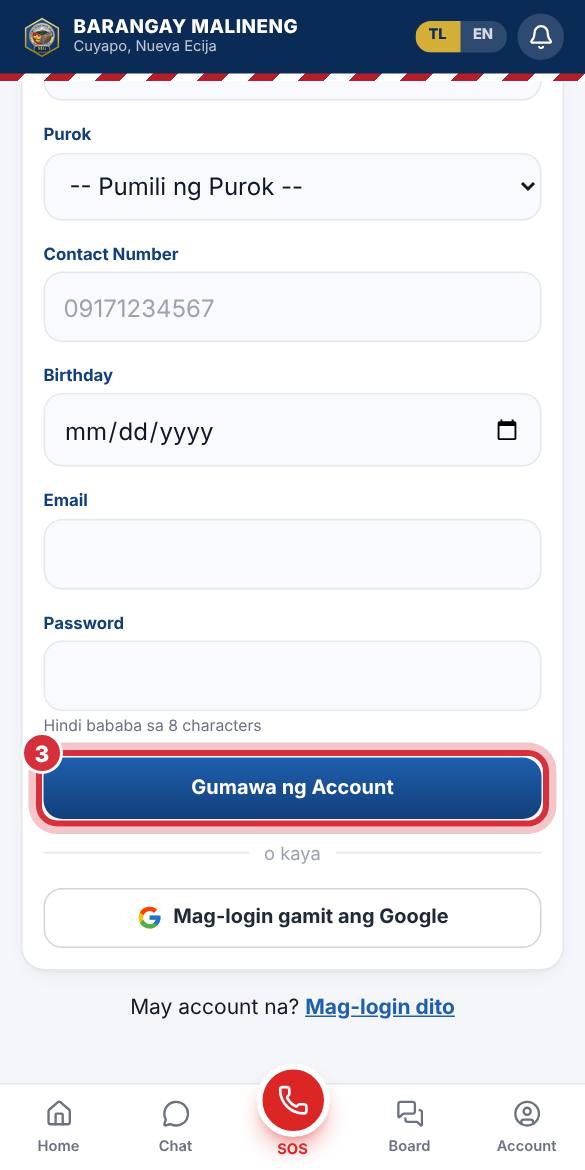 BARANGAY MALINENG
Cuyapo, Nueva Ecija
TL EN
Purok
-- Pumili ng Purok --
Contact Number
09171234567
Birthday
mm/dd/yyyy
Email
Password
Hindi bababa sa 8 characters
3
Gumawa ng Account
o kaya
Mag-login gamit ang Google
May account na? Mag-login dito
Home Chat SOS Board Account